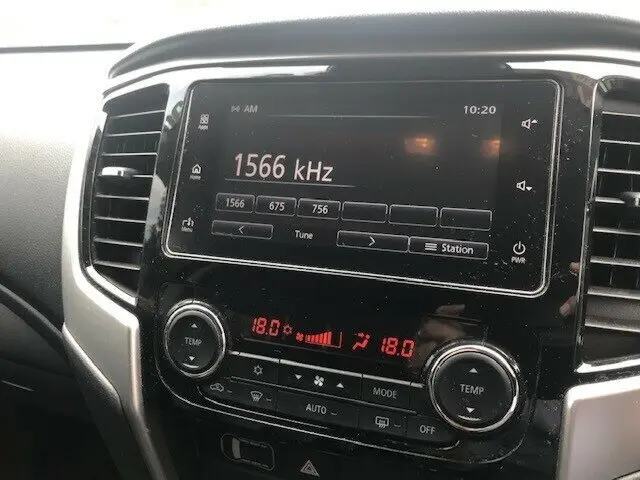 AM 10:20
Apps
1566 kHz
Home
1566 675 756
Menu
< Tune > Station
PWR
18.0 18.0
TEMP
TEMP
MODE
AUTO
OFF